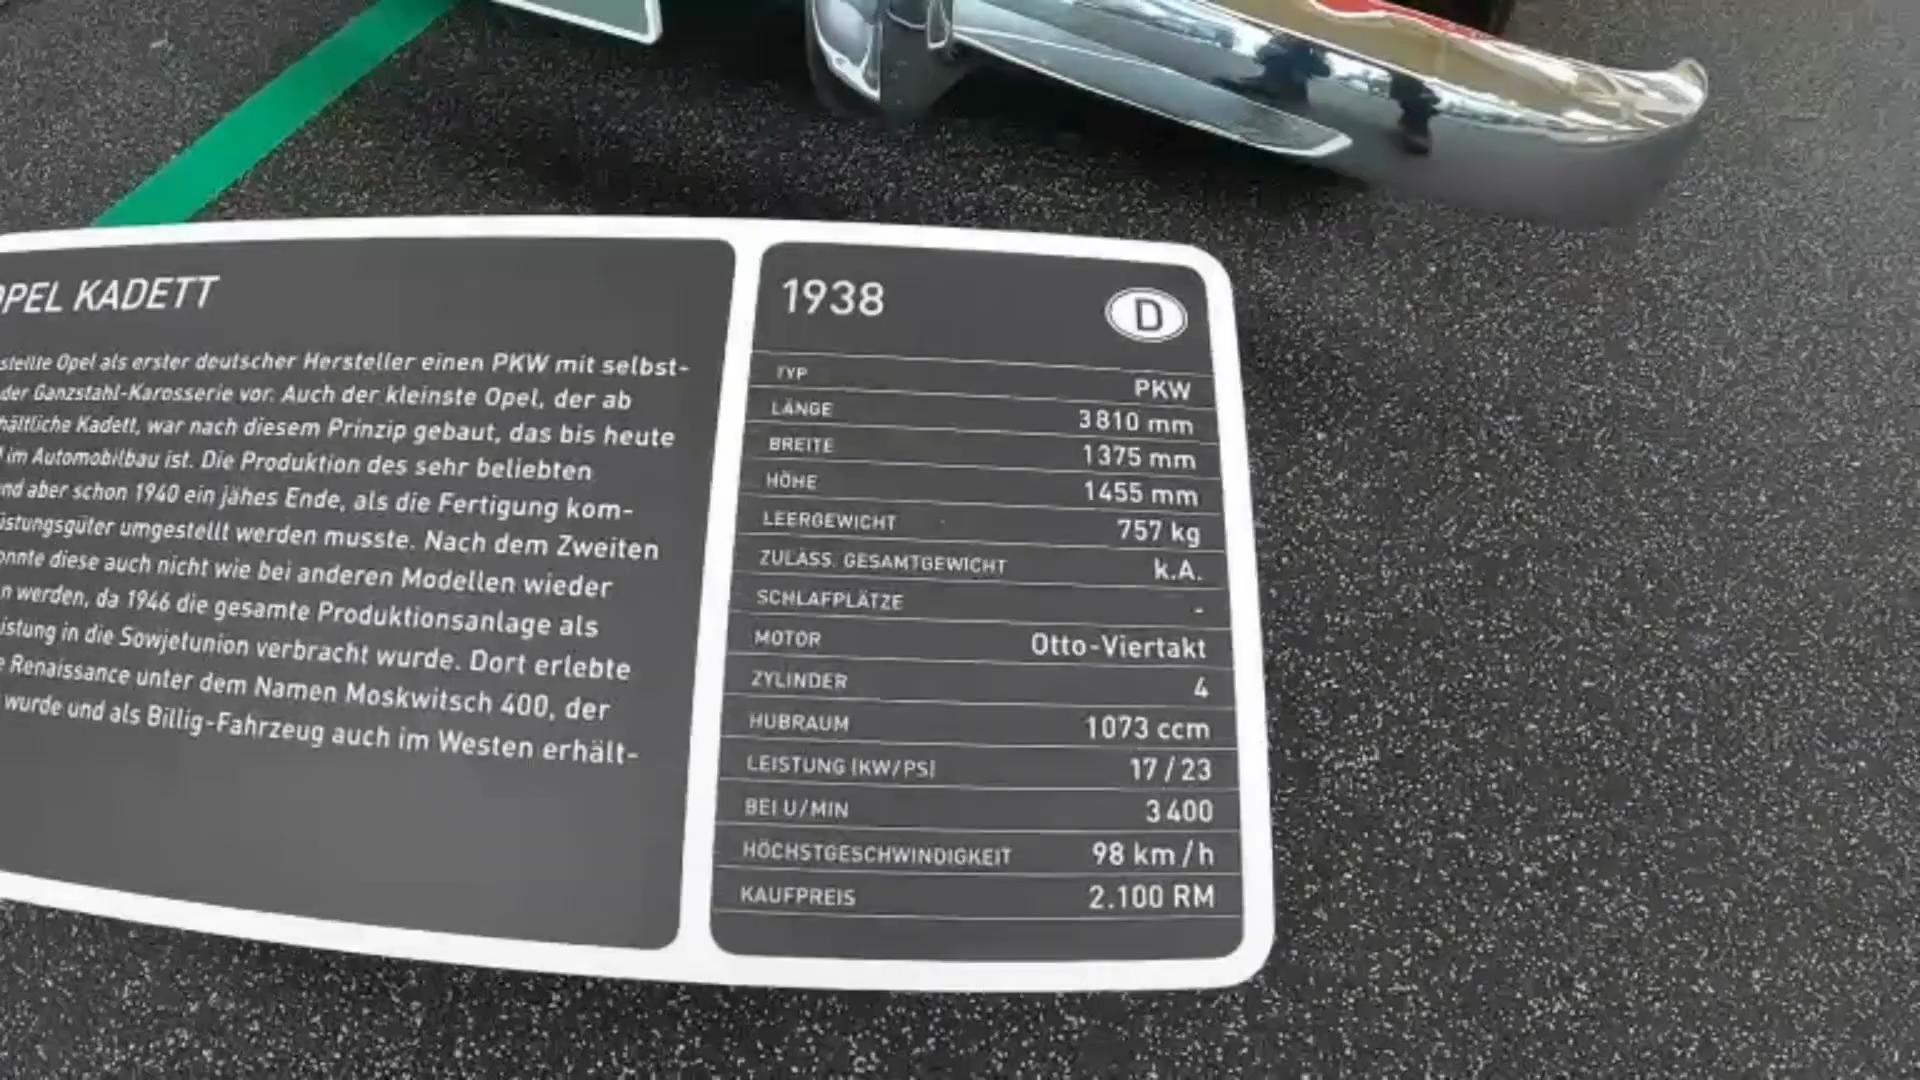 OPEL KADETT
stellte Opel als erster deutscher Hersteller einen PKW mit selbst-
der Ganzstahl-Karosserie vor. Auch der kleinste Opel, der ab
hältliche Kadett, war nach diesem Prinzip gebaut, das bis heute
im Automobilbau ist. Die Produktion des sehr beliebten
nd aber schon 1940 ein jähes Ende, als die Fertigung kom-
üstungsgüter umgestellt werden musste. Nach dem Zweiten
onnte diese auch nicht wie bei anderen Modellen wieder
n werden, da 1946 die gesamte Produktionsanlage als
istung in die Sowjetunion verbracht wurde. Dort erlebte
e Renaissance unter dem Namen Moskwitsch 400, der
wurde und als Billig-Fahrzeug auch im Westen erhält-
1938 D
TYP PKW
LÄNGE 3810 mm
BREITE 1375 mm
HÖHE 1455 mm
LEERGEWICHT 757 kg
ZULÄSS. GESAMTGEWICHT k.A.
SCHLAFPLÄTZE -
MOTOR Otto-Viertakt
ZYLINDER 4
HUBRAUM 1073 ccm
LEISTUNG (KW/PS) 17 / 23
BEI U/MIN 3400
HÖCHSTGESCHWINDIGKEIT 98 km / h
KAUFPREIS 2.100 RM